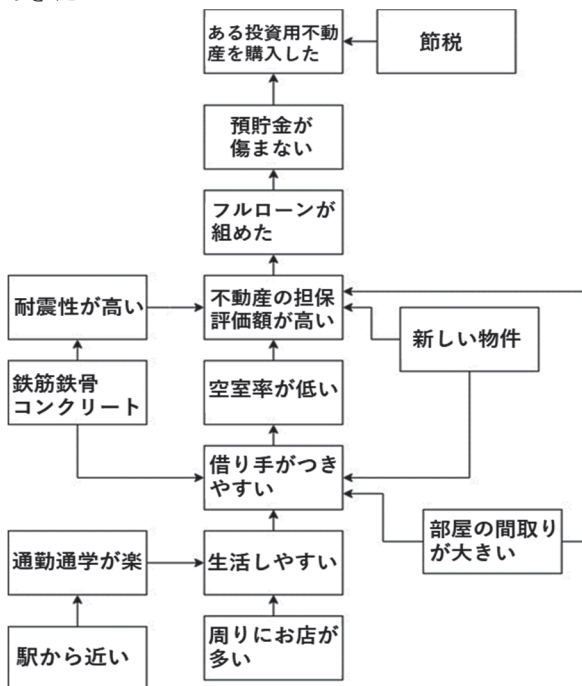 ある投資用不動
産を購入した
節税
預貯金が
傷まない
フルローンが
組めた
耐震性が高い
不動産の担保
評価額が高い
新しい物件
鉄筋鉄骨
コンクリート
空室率が低い
借り手がつき
やすい
部屋の間取り
が大きい
通勤通学が楽
生活しやすい
駅から近い
周りにお店が
多い